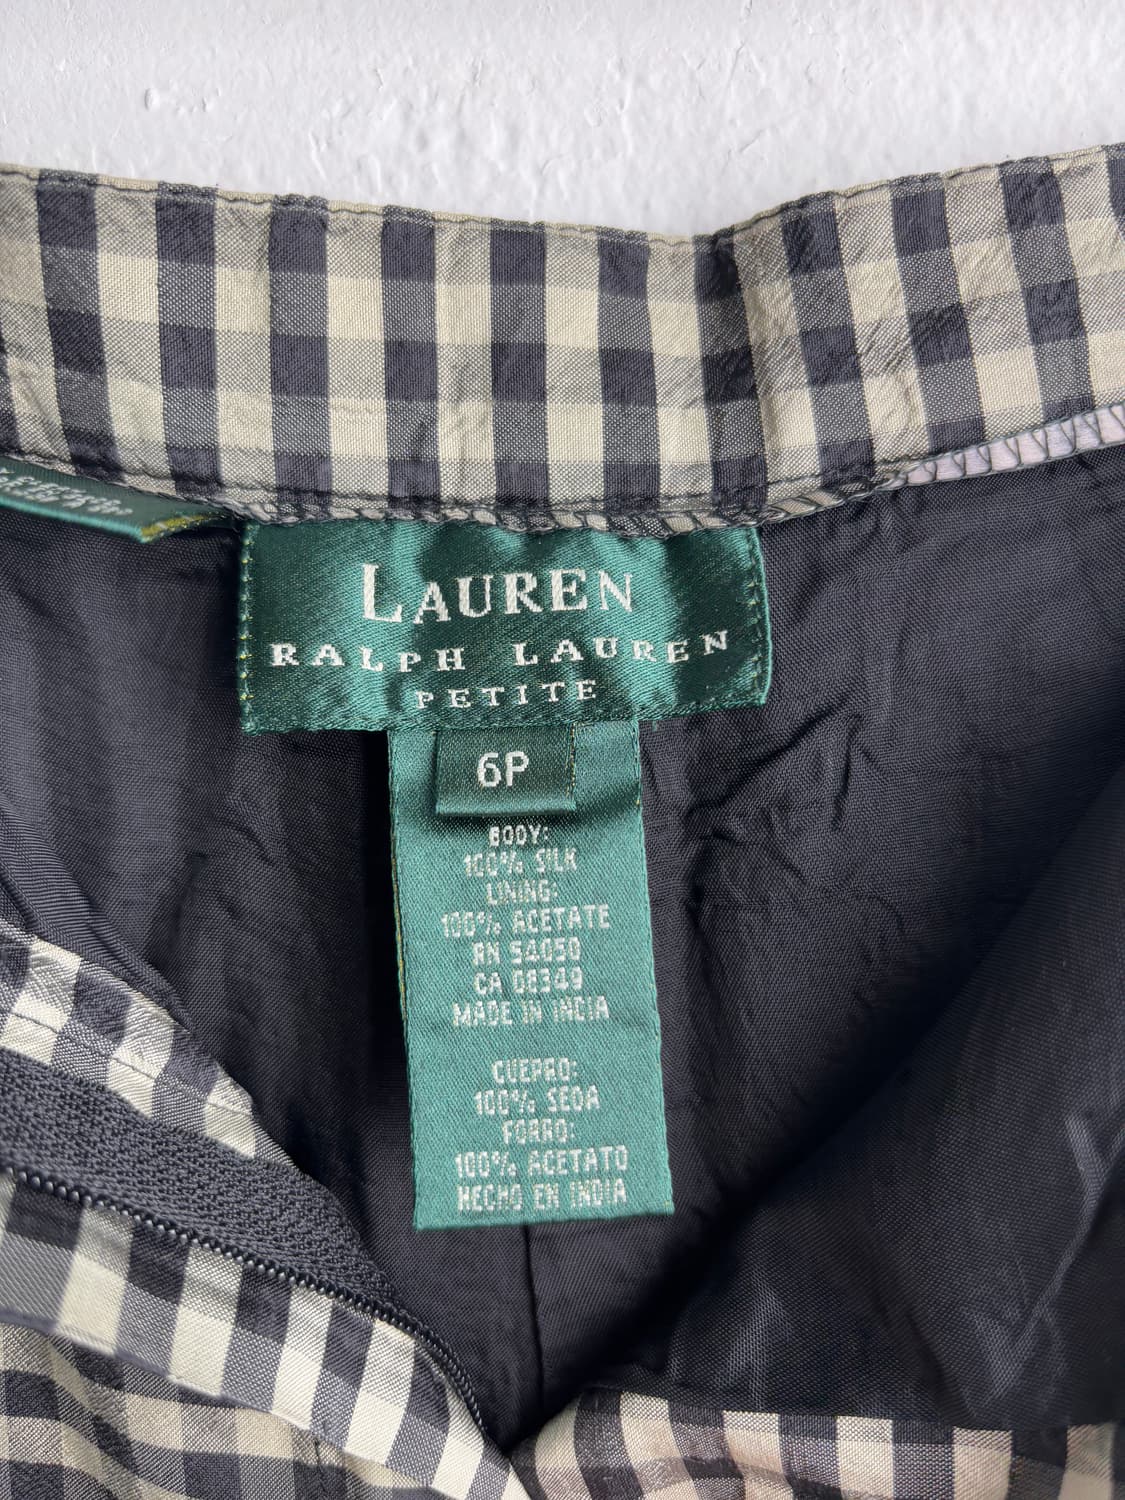 LAUREN
RALPH LAUREN
PETITE
6P
BODY:
100% SILK
LINING:
100% ACETATE
RN 54050
CA 08349
MADE IN INDIA
CUERPO:
100% SEDA
FORRO:
100% ACETATO
HECHO EN INDIA